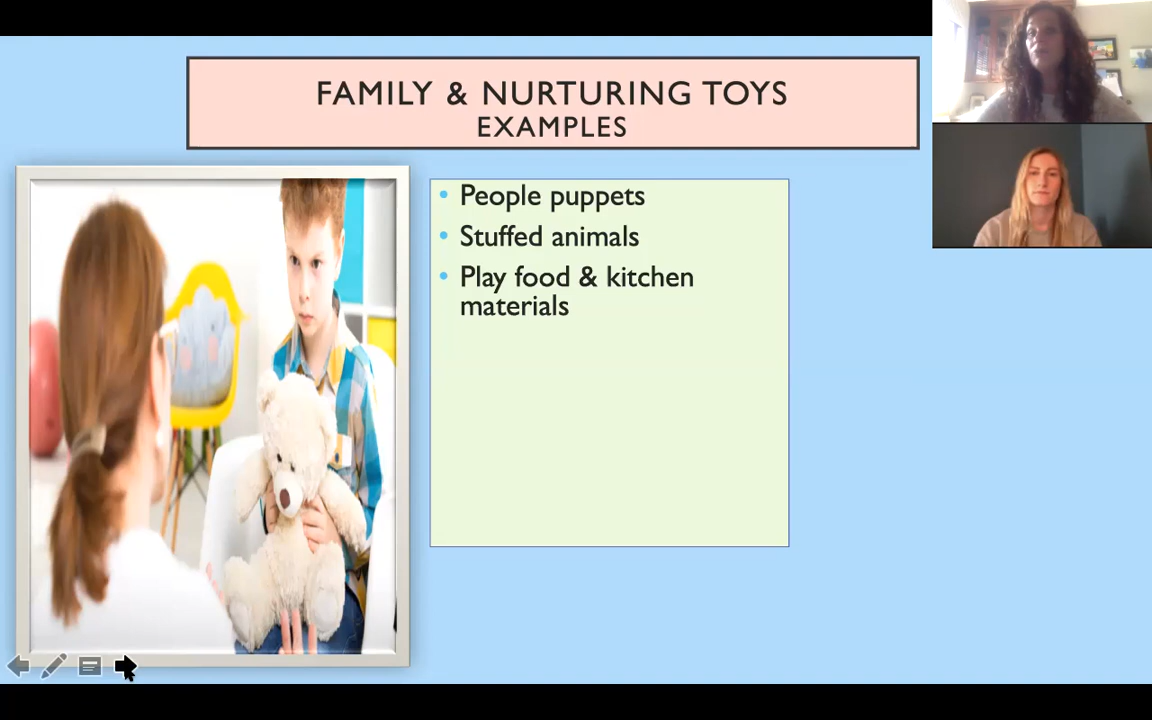 FAMILY & NURTURING TOYS
EXAMPLES
• People puppets
• Stuffed animals
• Play food & kitchen
materials